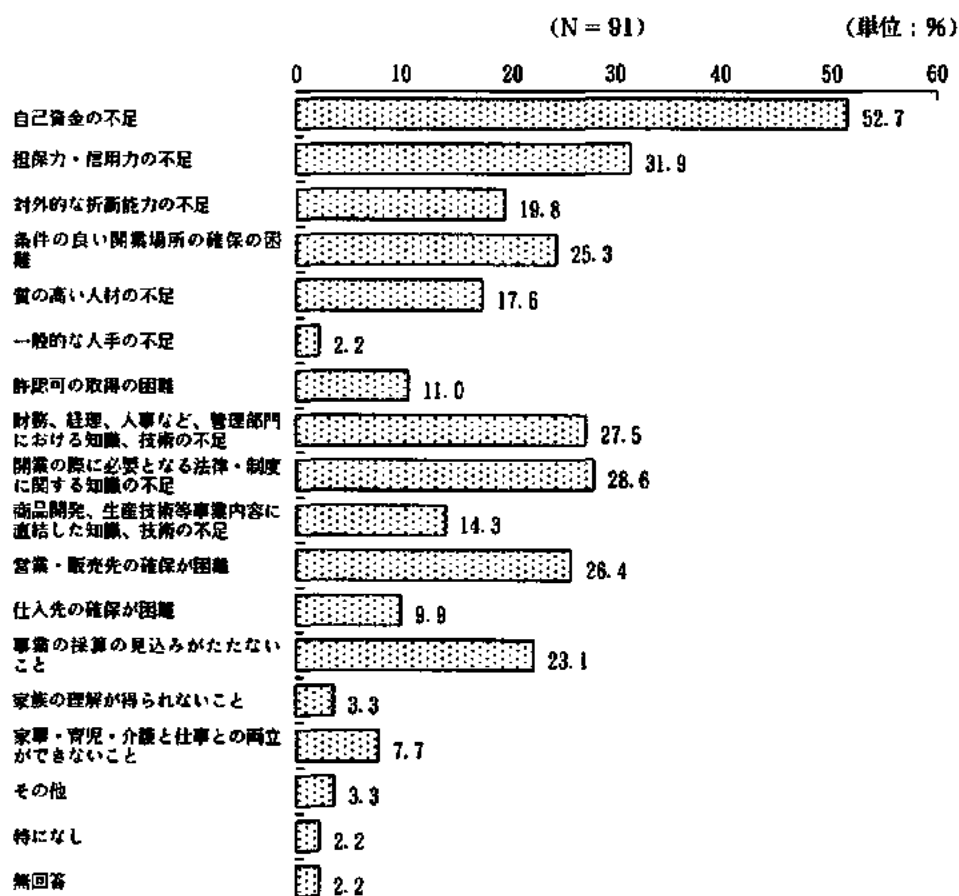 (N = 91)　(単位：%)
0 10 20 30 40 50 60
自己資金の不足 52.7
担保力・信用力の不足 31.9
対外的な折衝能力の不足 19.8
条件の良い開業場所の確保の困
難 25.3
質の高い人材の不足 17.6
一般的な人手の不足 2.2
許認可の取得の困難 11.0
財務、経理、人事など、管理部門
における知識、技術の不足 27.5
開業の際に必要となる法律・制度
に関する知識の不足 28.6
商品開発、生産技術等事業内容に
直結した知識、技術の不足 14.3
営業・販売先の確保が困難 26.4
仕入先の確保が困難 9.9
事業の採算の見込みがたたない
こと 23.1
家族の理解が得られないこと 3.3
家事・育児・介護と仕事との両立
ができないこと 7.7
その他 3.3
特になし 2.2
無回答 2.2